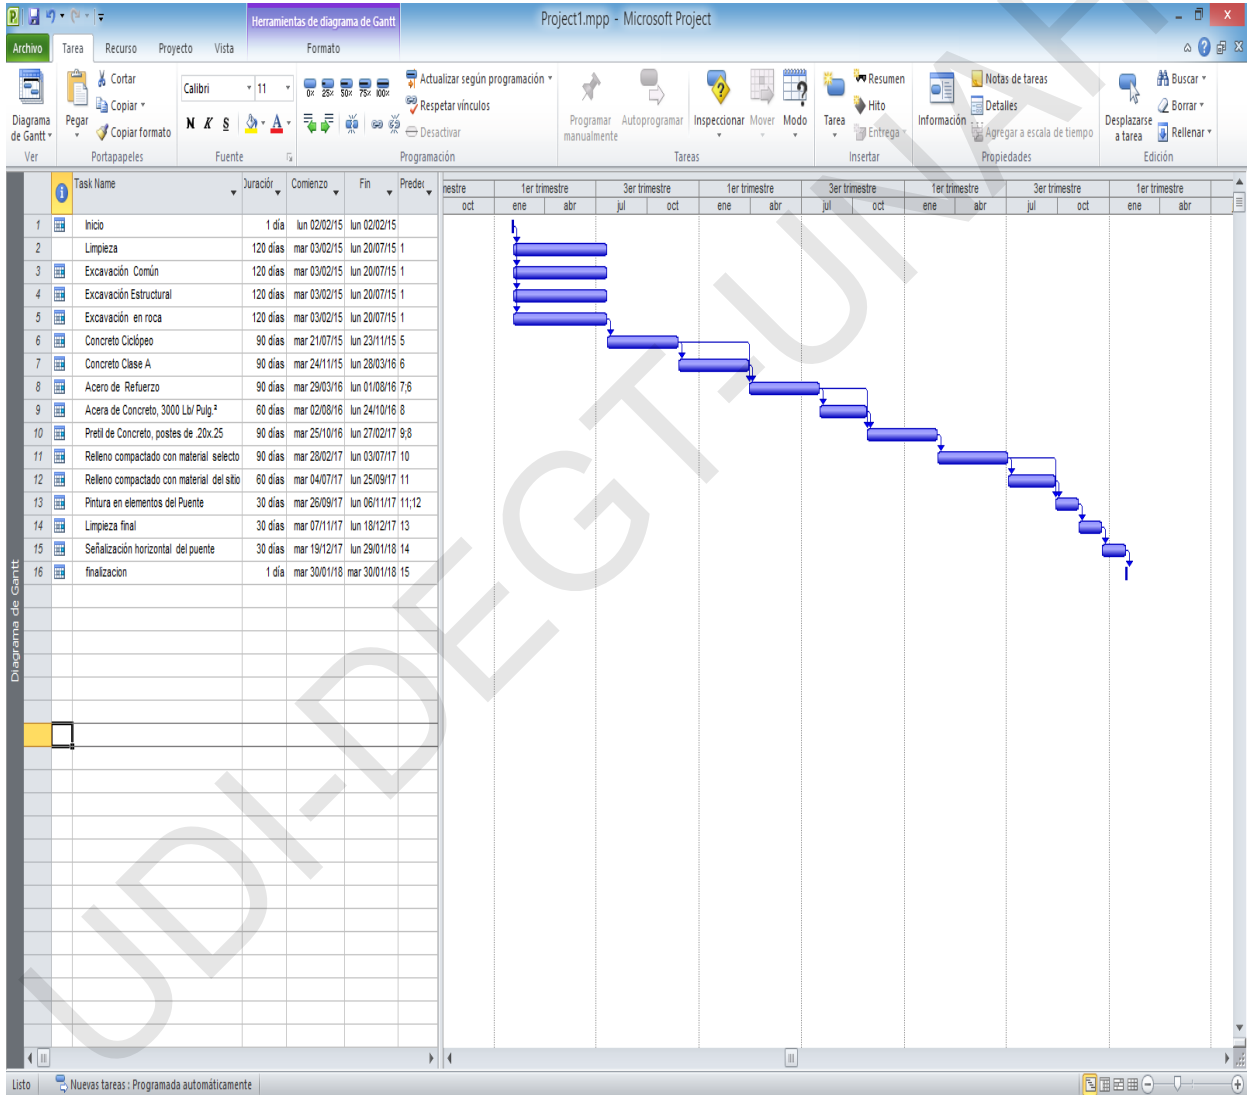 Herramientas de diagrama de Gantt
Project1.mpp - Microsoft Project
Archivo Tarea Recurso Proyecto Vista Formato
Diagrama de Gantt
Ver
Pegar
Cortar
Copiar
Copiar formato
Portapapeles
Calibri 11
N K S
Fuente
0x 25x 50x 75x 100x
Actualizar según programación
Respetar vínculos
Desactivar
Programación
Programar manualmente
Autoprogramar
Inspeccionar Mover Modo
Tareas
Tarea
Resumen
Hito
Entrega
Insertar
Información
Notas de tareas
Detalles
Agregar a escala de tiempo
Propiedades
Desplazarse a tarea
Buscar
Borrar
Rellenar
Edición
Task Name Duración Comienzo Fin Predec
mestre 1er trimestre 3er trimestre 1er trimestre 3er trimestre 1er trimestre 3er trimestre 1er trimestre
oct ene abr jul oct ene abr jul oct ene abr jul oct ene abr
1 Inicio 1 día lun 02/02/15 lun 02/02/15
2 Limpieza 120 días mar 03/02/15 lun 20/07/15 1
3 Excavación Común 120 días mar 03/02/15 lun 20/07/15 1
4 Excavación Estructural 120 días mar 03/02/15 lun 20/07/15 1
5 Excavación en roca 120 días mar 03/02/15 lun 20/07/15 1
6 Concreto Ciclópeo 90 días mar 21/07/15 lun 23/11/15 5
7 Concreto Clase A 90 días mar 24/11/15 lun 28/03/16 6
8 Acero de Refuerzo 90 días mar 29/03/16 lun 01/08/16 7;6
9 Acera de Concreto, 3000 Lb/ Pulg.² 60 días mar 02/08/16 lun 24/10/16 8
10 Pretil de Concreto, postes de .20x.25 90 días mar 25/10/16 lun 27/02/17 9;8
11 Relleno compactado con material selecto 90 días mar 28/02/17 lun 03/07/17 10
12 Relleno compactado con material del sitio 60 días mar 04/07/17 lun 25/09/17 11
13 Pintura en elementos del Puente 30 días mar 26/09/17 lun 06/11/17 11;12
14 Limpieza final 30 días mar 07/11/17 lun 18/12/17 13
15 Señalización horizontal del puente 30 días mar 19/12/17 lun 29/01/18 14
16 finalizacion 1 día mar 30/01/18 mar 30/01/18 15
Diagrama de Gantt
UDI-DEGT-UNAH
Listo
Nuevas tareas : Programada automáticamente